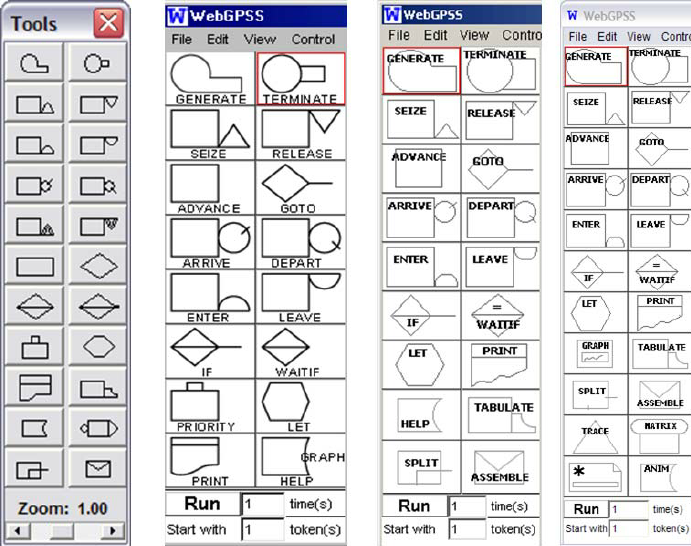 Tools
Zoom: 1.00
WebGPSS
File Edit View Control
GENERATE TERMINATE
SEIZE RELEASE
ADVANCE GOTO
ARRIVE DEPART
ENTER LEAVE
IF WAITIF
PRIORITY LET
GRAPH
PRINT HELP
Run 1 time(s)
Start with 1 token(s)
WebGPSS
File Edit View Contro
GENERATE TERMINATE
SEIZE RELEASE
ADVANCE GOTO
ARRIVE DEPART
ENTER LEAVE
IF = WAITIF
LET PRINT
HELP TABULATE
SPLIT ASSEMBLE
Run 1 time(s)
Start with 1 token(s)
WebGPSS
File Edit View Contro
GENERATE TERMINATE
SEIZE RELEASE
ADVANCE GOTO
ARRIVE DEPART
ENTER LEAVE
IF = WAITIF
LET PRINT
GRAPH TABULATE
SPLIT ASSEMBLE
TRACE MATRIX
* ANIM
Run 1 time(s)
Start with 1 token(s)